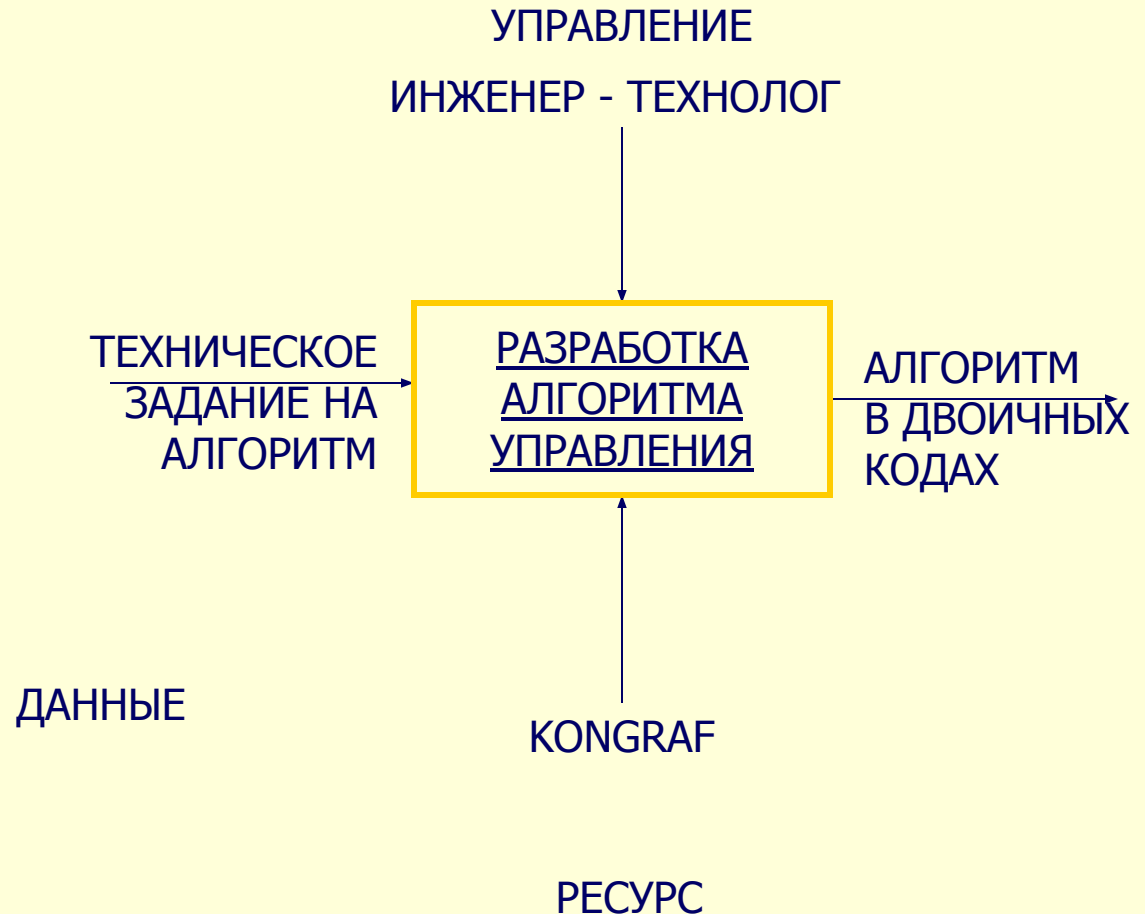 УПРАВЛЕНИЕ
ИНЖЕНЕР - ТЕХНОЛОГ
ТЕХНИЧЕСКОЕ
ЗАДАНИЕ НА
АЛГОРИТМ
РАЗРАБОТКА
АЛГОРИТМА
УПРАВЛЕНИЯ
АЛГОРИТМ
В ДВОИЧНЫХ
КОДАХ
ДАННЫЕ
KONGRAF
РЕСУРС